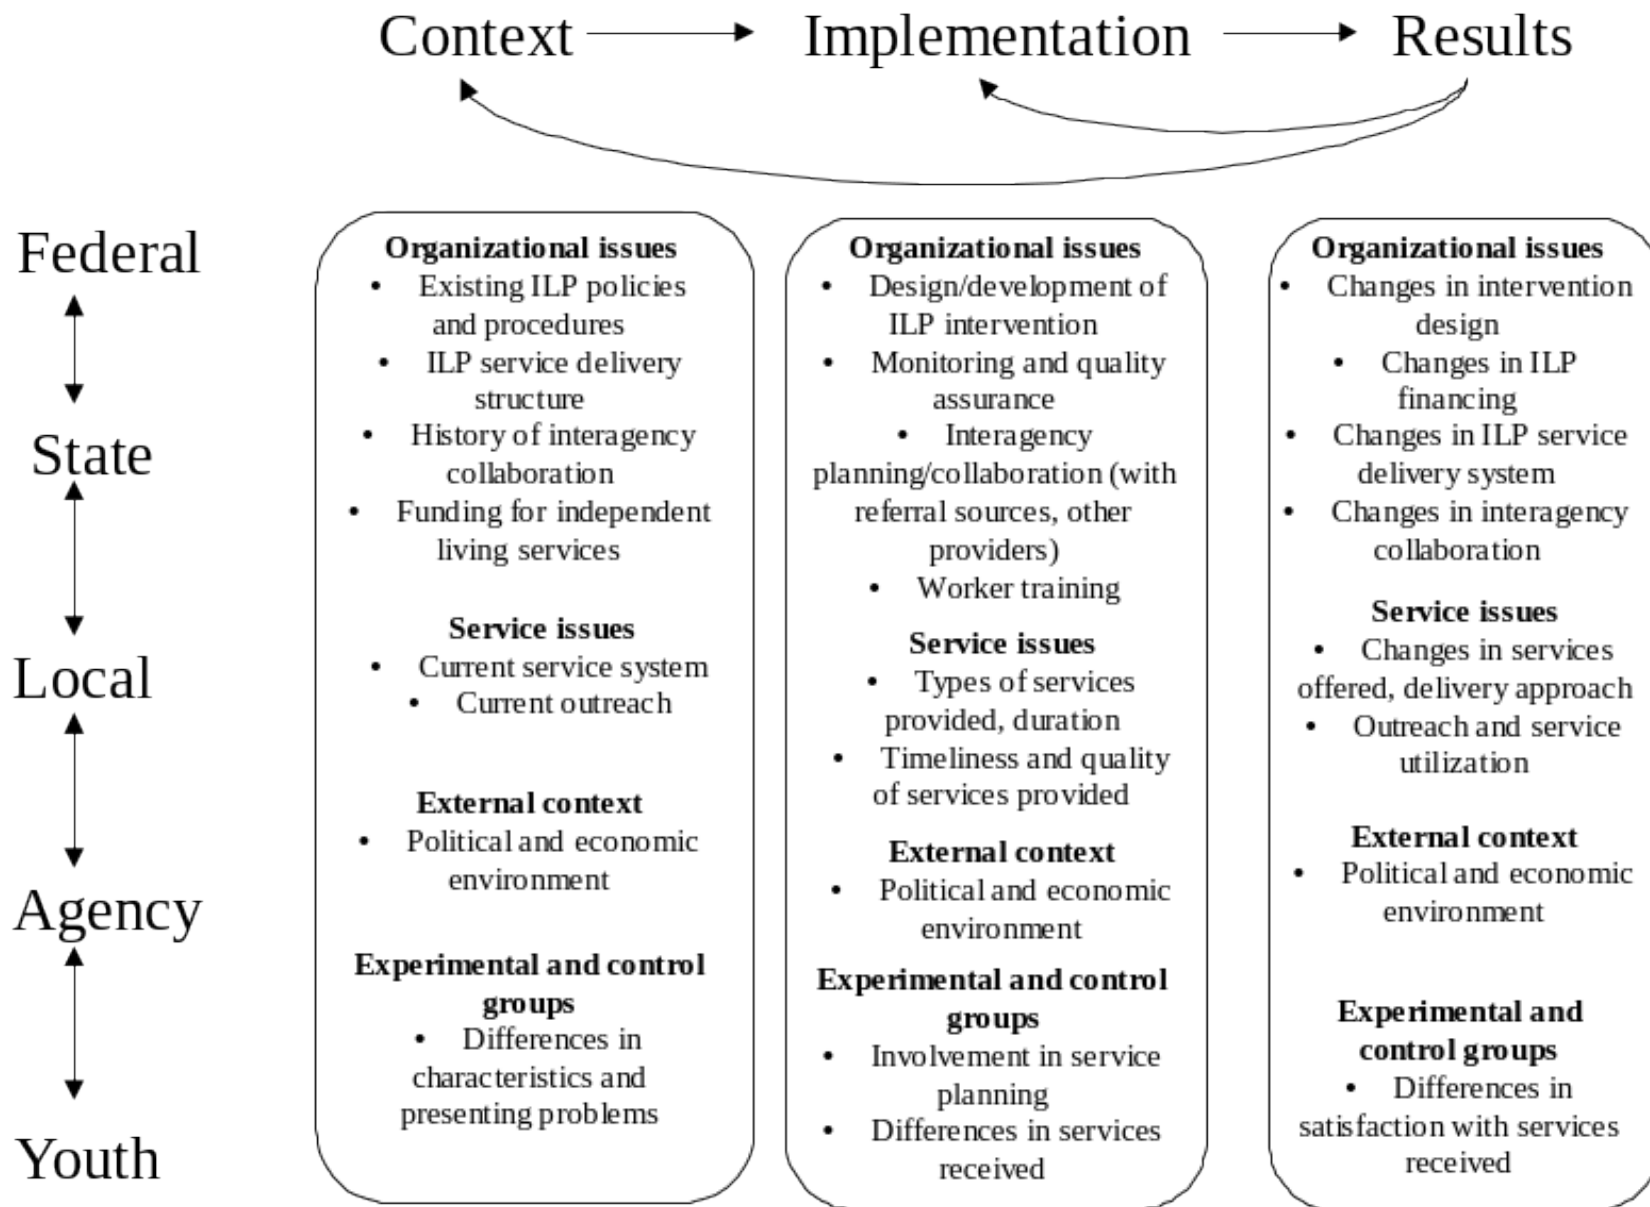 Context Implementation Results
Federal
State
Local
Agency
Youth
Organizational issues
• Existing ILP policies
and procedures
• ILP service delivery
structure
• History of interagency
collaboration
• Funding for independent
living services
Service issues
• Current service system
• Current outreach
External context
• Political and economic
environment
Experimental and control
groups
• Differences in
characteristics and
presenting problems
Organizational issues
• Design/development of
ILP intervention
• Monitoring and quality
assurance
• Interagency
planning/collaboration (with
referral sources, other
providers)
• Worker training
Service issues
• Types of services
provided, duration
• Timeliness and quality
of services provided
External context
• Political and economic
environment
Experimental and control
groups
• Involvement in service
planning
• Differences in services
received
Organizational issues
• Changes in intervention
design
• Changes in ILP
financing
• Changes in ILP service
delivery system
• Changes in interagency
collaboration
Service issues
• Changes in services
offered, delivery approach
• Outreach and service
utilization
External context
• Political and economic
environment
Experimental and
control groups
• Differences in
satisfaction with services
received